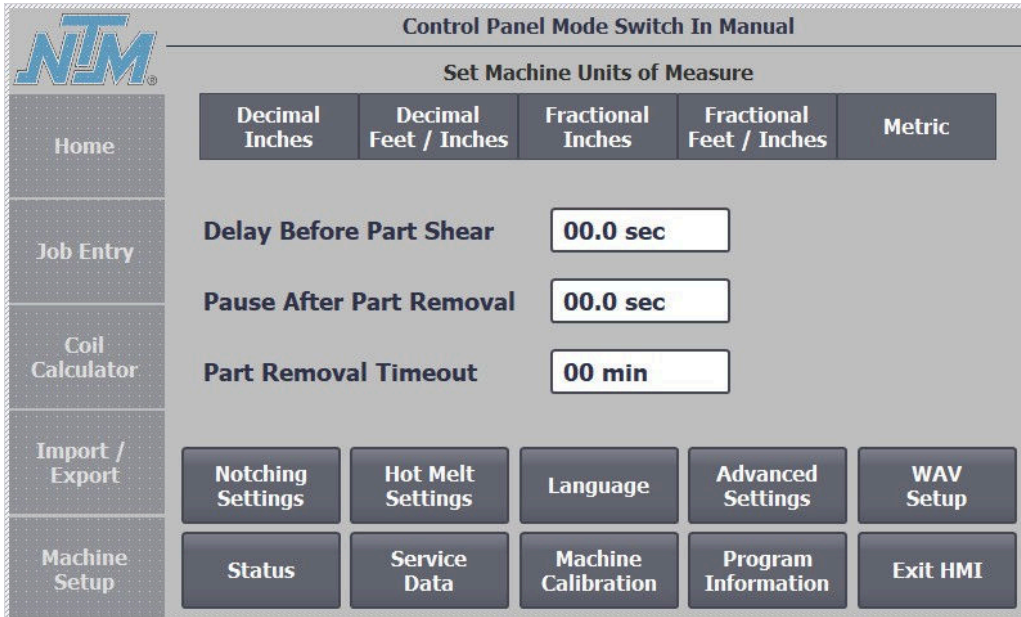 NTM®
Control Panel Mode Switch In Manual
Set Machine Units of Measure
Decimal
Inches
Decimal
Feet / Inches
Fractional
Inches
Fractional
Feet / Inches
Metric
Home
Job Entry
Coil
Calculator
Import /
Export
Machine
Setup
Delay Before Part Shear
00.0 sec
Pause After Part Removal
00.0 sec
Part Removal Timeout
00 min
Notching
Settings
Hot Melt
Settings
Language
Advanced
Settings
WAV
Setup
Status
Service
Data
Machine
Calibration
Program
Information
Exit HMI